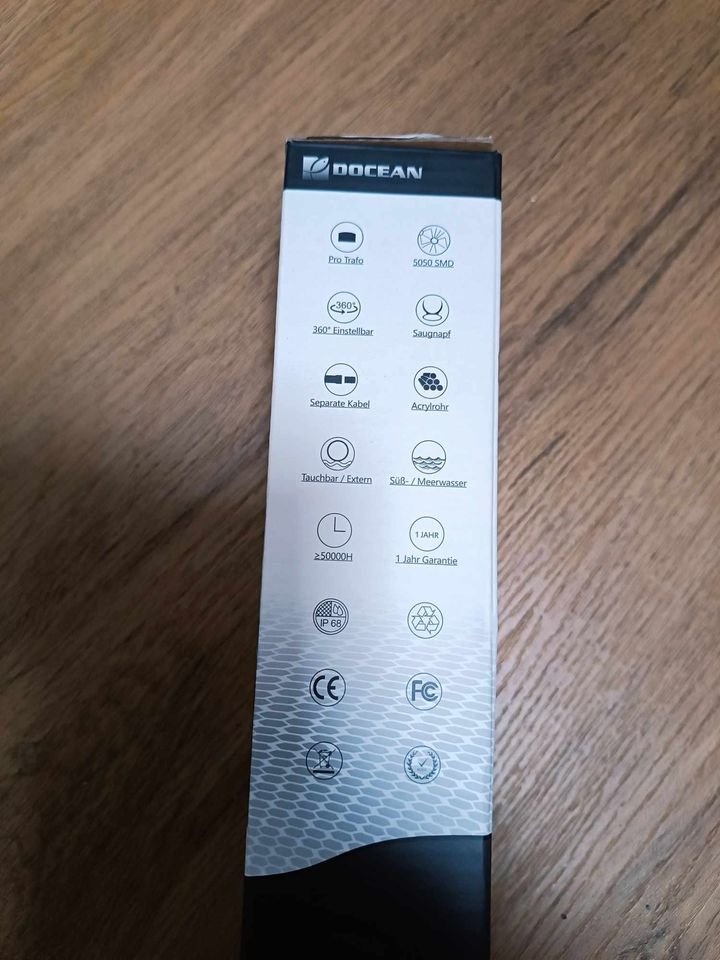 DOCEAN
Pro Trafo
5050 SMD
360°
360° Einstellbar
Saugnapf
Separate Kabel
Acrylrohr
Tauchbar / Extern
Süß- / Meerwasser
1 JAHR
≥50000H
1 Jahr Garantie
IP 68
CE
FC